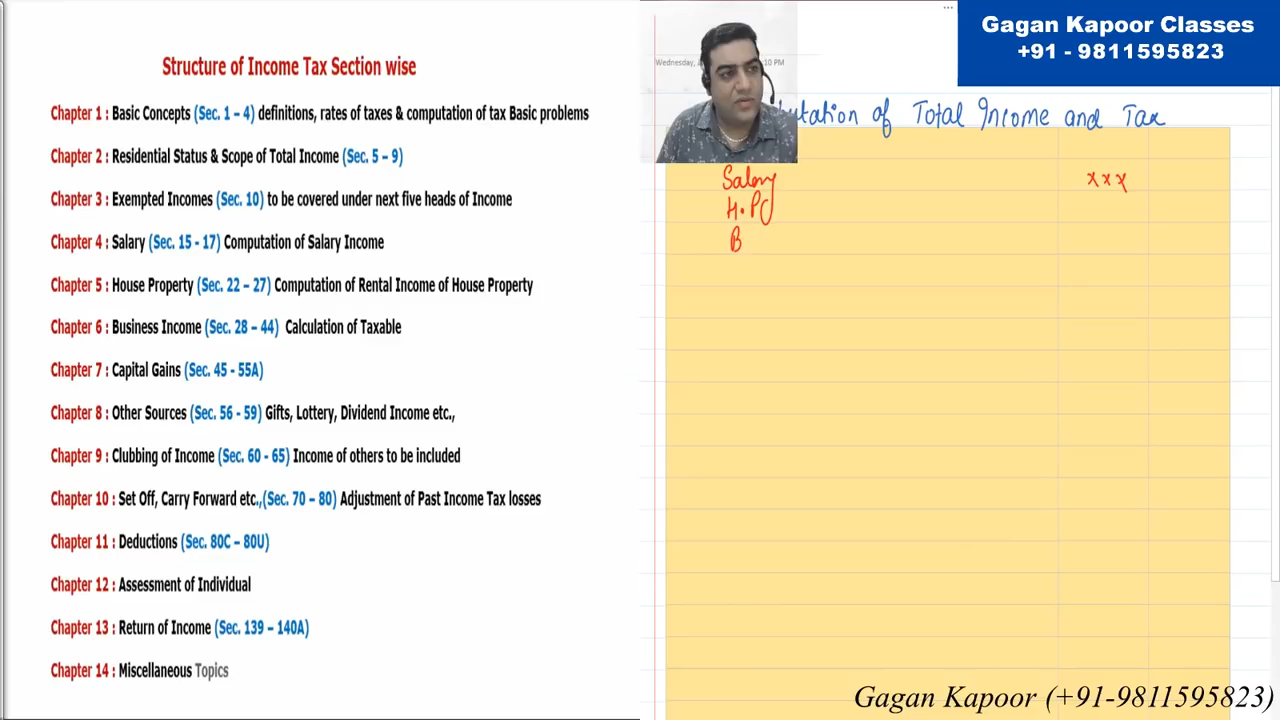 Structure of Income Tax Section wise
Chapter 1 : Basic Concepts (Sec. 1 – 4) definitions, rates of taxes & computation of tax Basic problems
Chapter 2 : Residential Status & Scope of Total Income (Sec. 5 – 9)
Chapter 3 : Exempted Incomes (Sec. 10) to be covered under next five heads of Income
Chapter 4 : Salary (Sec. 15 - 17) Computation of Salary Income
Chapter 5 : House Property (Sec. 22 – 27) Computation of Rental Income of House Property
Chapter 6 : Business Income (Sec. 28 – 44) Calculation of Taxable
Chapter 7 : Capital Gains (Sec. 45 - 55A)
Chapter 8 : Other Sources (Sec. 56 - 59) Gifts, Lottery, Dividend Income etc.,
Chapter 9 : Clubbing of Income (Sec. 60 - 65) Income of others to be included
Chapter 10 : Set Off, Carry Forward etc.,(Sec. 70 – 80) Adjustment of Past Income Tax losses
Chapter 11 : Deductions (Sec. 80C – 80U)
Chapter 12 : Assessment of Individual
Chapter 13 : Return of Income (Sec. 139 – 140A)
Chapter 14 : Miscellaneous Topics
Gagan Kapoor Classes
+91 - 9811595823
Wednesday, 10 PM
utation of Total Income and Tax
Salary xxx
H.P
B
Gagan Kapoor (+91-9811595823)